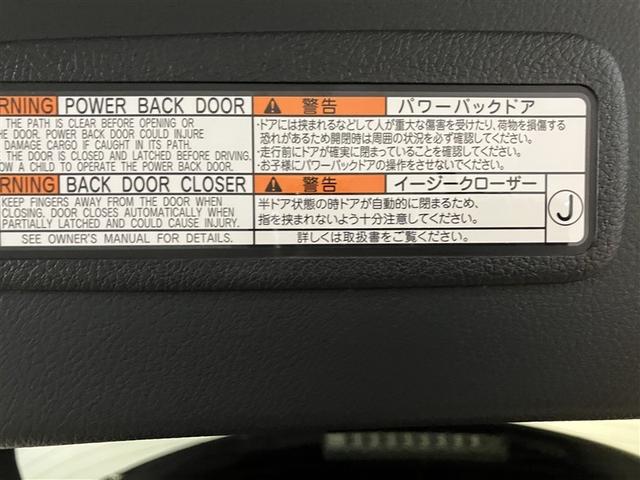 RNING POWER BACK DOOR
THE PATH IS CLEAR BEFORE OPENING OR
THE DOOR. POWER BACK DOOR COULD INJURE
DAMAGE CARGO IF CAUGHT IN ITS PATH.
THE DOOR IS CLOSED AND LATCHED BEFORE DRIVING.
A CHILD TO OPERATE THE POWER BACK DOOR.
警告 パワーバックドア
・ドアには挟まれるなどして人が重大な傷害を受けたり、荷物を損傷する
恐れがあるため開閉時は周囲の状況を必ず確認してください。
・走行前にドアが確実に閉まっていることを確認してください。
・お子様にパワーバックドアの操作をさせないでください。
RNING BACK DOOR CLOSER
KEEP FINGERS AWAY FROM THE DOOR WHEN
CLOSING. DOOR CLOSES AUTOMATICALLY WHEN
PARTIALLY LATCHED AND COULD CAUSE INJURY.
SEE OWNER'S MANUAL FOR DETAILS.
警告 イージークローザー
半ドア状態の時ドアが自動的に閉まるため、
指を挟まれないよう十分注意してください。
詳しくは取扱書をご覧ください。
J